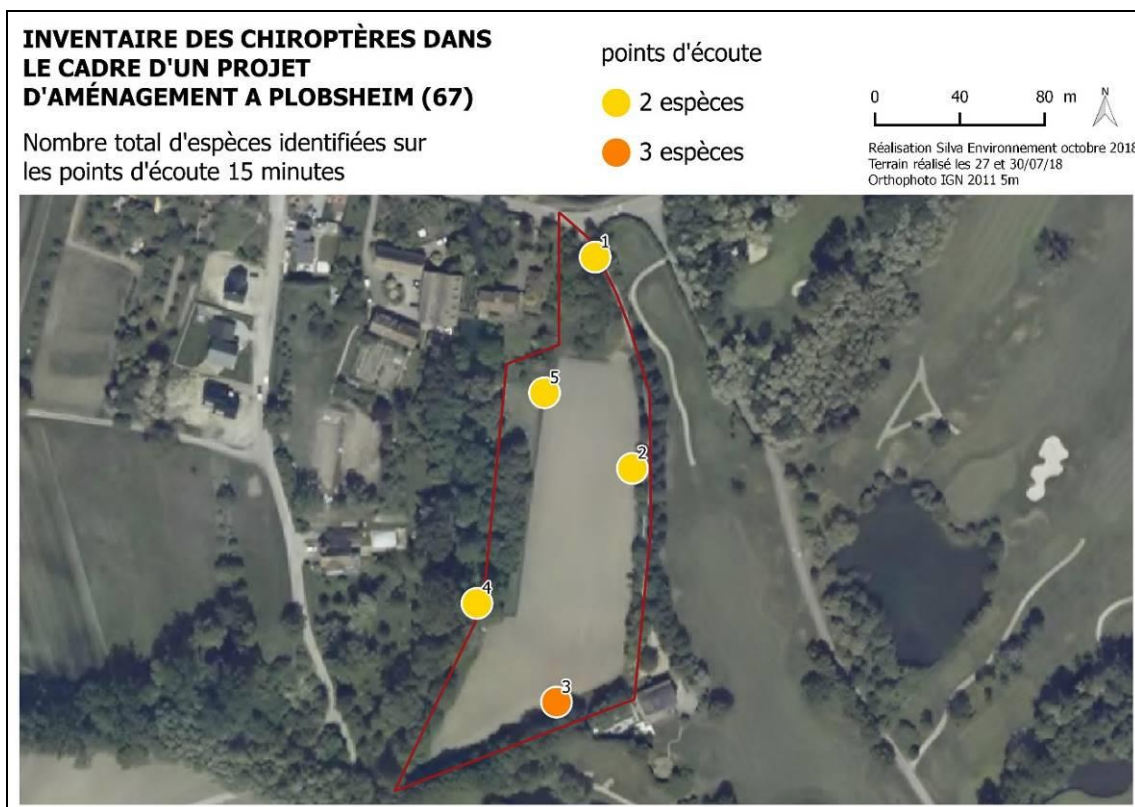 INVENTAIRE DES CHIROPTÈRES DANS
LE CADRE D'UN PROJET
D'AMÉNAGEMENT A PLOBSHEIM (67)
Nombre total d'espèces identifiées sur
les points d'écoute 15 minutes
points d'écoute
2 espèces
3 espèces
0 40 80 m
N
Réalisation Silva Environnement octobre 2018
Terrain réalisé les 27 et 30/07/18
Orthophoto IGN 2011 5m
1
5
2
4
3